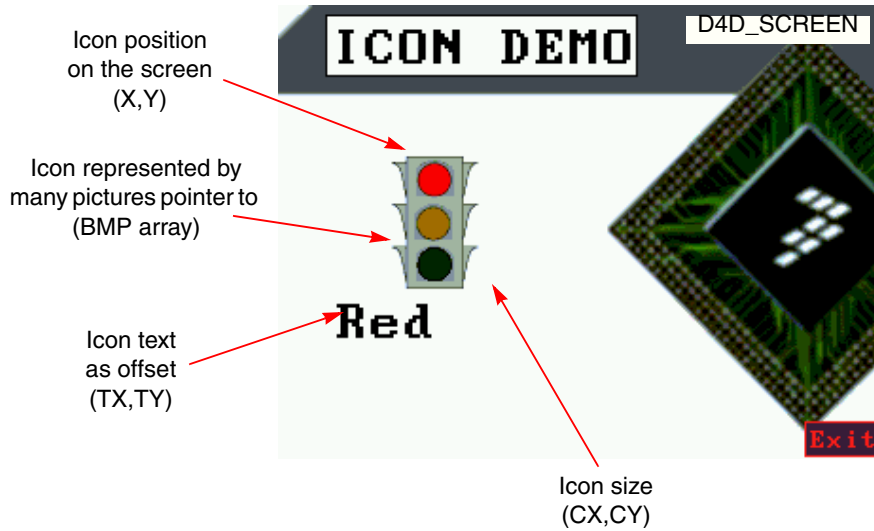 Icon position
on the screen
(X,Y)
ICON DEMO
D4D_SCREEN
Icon represented by
many pictures pointer to
(BMP array)
Red
Icon text
as offset
(TX,TY)
Exit
Icon size
(CX,CY)